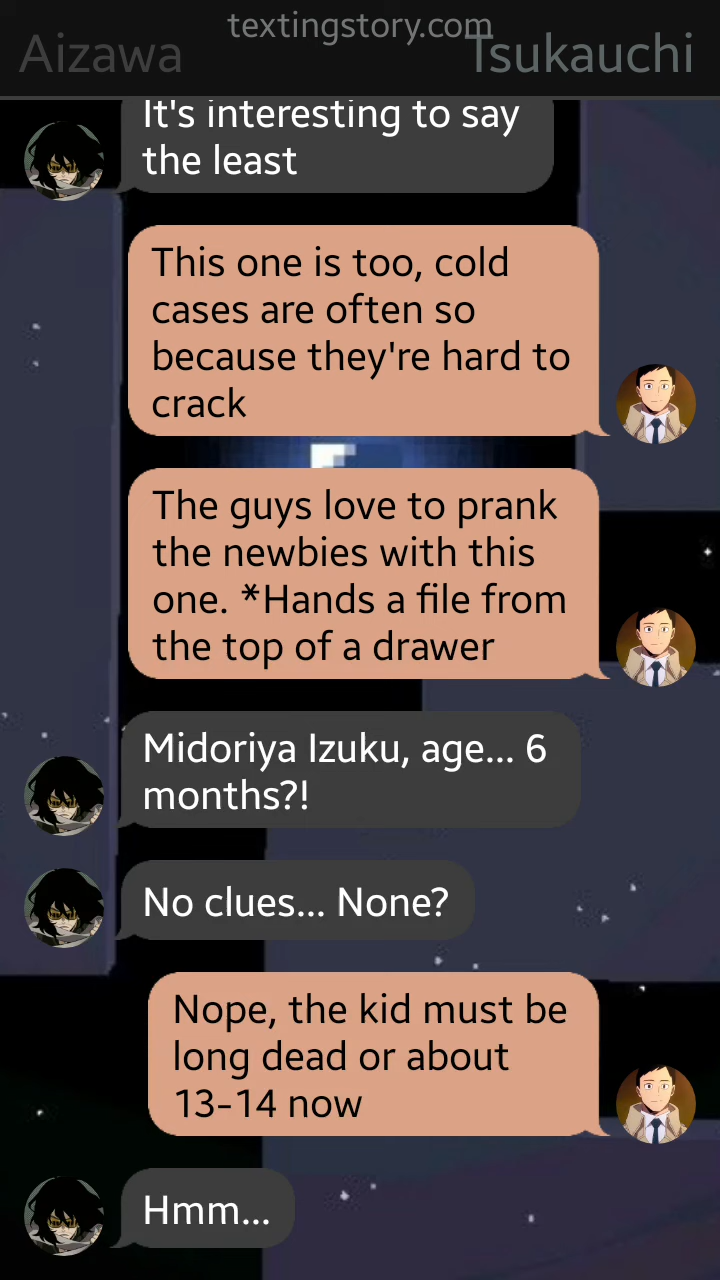 textingstory.com
Aizawa
Tsukauchi
It's interesting to say
the least
This one is too, cold
cases are often so
because they're hard to
crack
The guys love to prank
the newbies with this
one. *Hands a file from
the top of a drawer
Midoriya Izuku, age... 6
months?!
No clues... None?
Nope, the kid must be
long dead or about
13-14 now
Hmm...